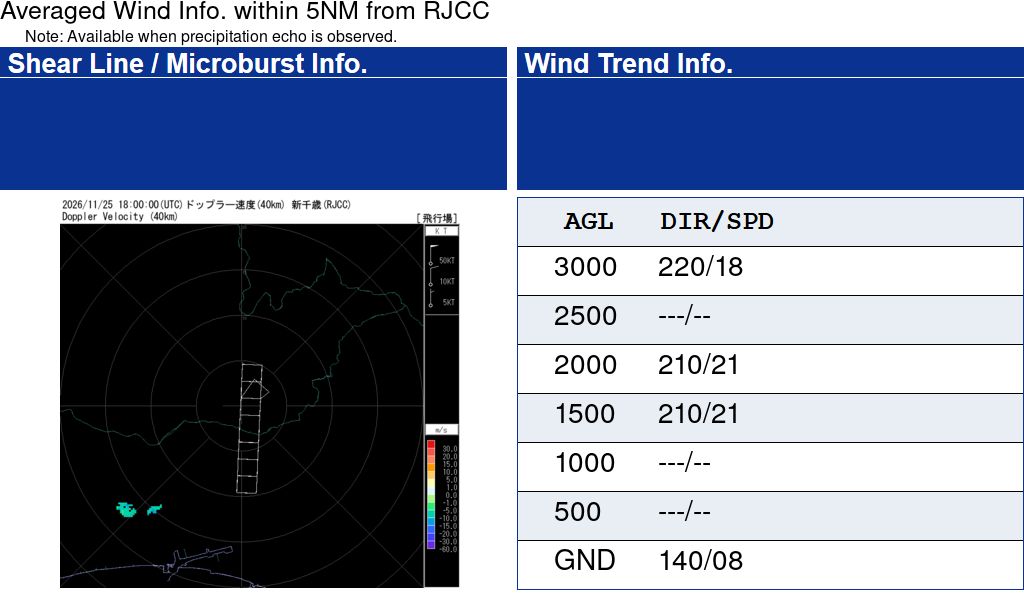 Averaged Wind Info. within 5NM from RJCC
Note: Available when precipitation echo is observed.
Shear Line / Microburst Info.
Wind Trend Info.
2026/11/25 18:00:00(UTC) ドップラー速度(40km) 新千歳(RJCC)
Doppler Velocity (40km)
[飛行場]
K T
50KT
10KT
5KT
m/s
30.0
20.0
15.0
10.0
5.0
1.0
0.0
-1.0
-5.0
-10.0
-15.0
-20.0
-30.0
-60.0
AGL DIR/SPD
3000 220/18
2500 ---/--
2000 210/21
1500 210/21
1000 ---/--
500 ---/--
GND 140/08